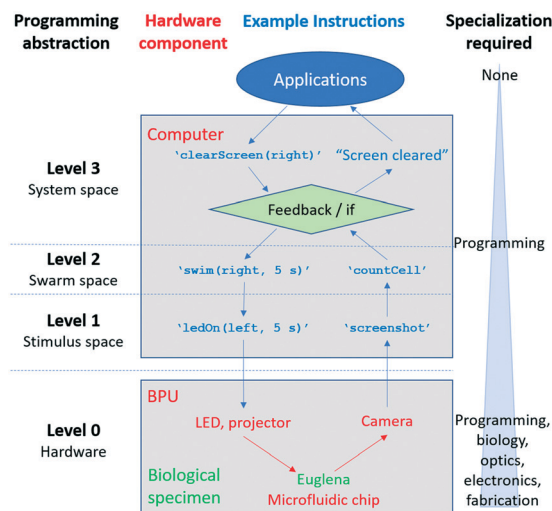 Programming abstraction
Hardware component
Example Instructions
Specialization required
Applications
None
Computer
‘clearScreen(right)’
“Screen cleared”
Level 3
System space
Feedback / if
Programming
Level 2
Swarm space
‘swim(right, 5 s)’
‘countCell’
Level 1
Stimulus space
‘ledOn(left, 5 s)’
‘screenshot’
BPU
LED, projector
Camera
Level 0
Hardware
Programming,
biology,
optics,
electronics,
fabrication
Biological
specimen
Euglena
Microfluidic chip